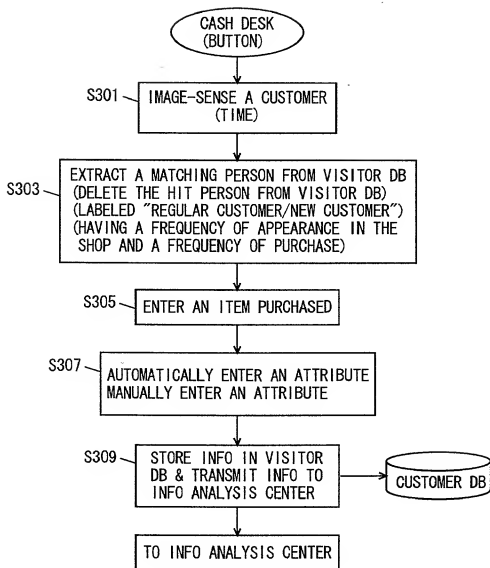 CASH DESK
(BUTTON)
S301
IMAGE-SENSE A CUSTOMER
(TIME)
S303
EXTRACT A MATCHING PERSON FROM VISITOR DB
(DELETE THE HIT PERSON FROM VISITOR DB)
(LABELED "REGULAR CUSTOMER/NEW CUSTOMER")
(HAVING A FREQUENCY OF APPEARANCE IN THE
SHOP AND A FREQUENCY OF PURCHASE)
S305
ENTER AN ITEM PURCHASED
S307
AUTOMATICALLY ENTER AN ATTRIBUTE
MANUALLY ENTER AN ATTRIBUTE
S309
STORE INFO IN VISITOR
DB & TRANSMIT INFO TO
INFO ANALYSIS CENTER
CUSTOMER DB
TO INFO ANALYSIS CENTER